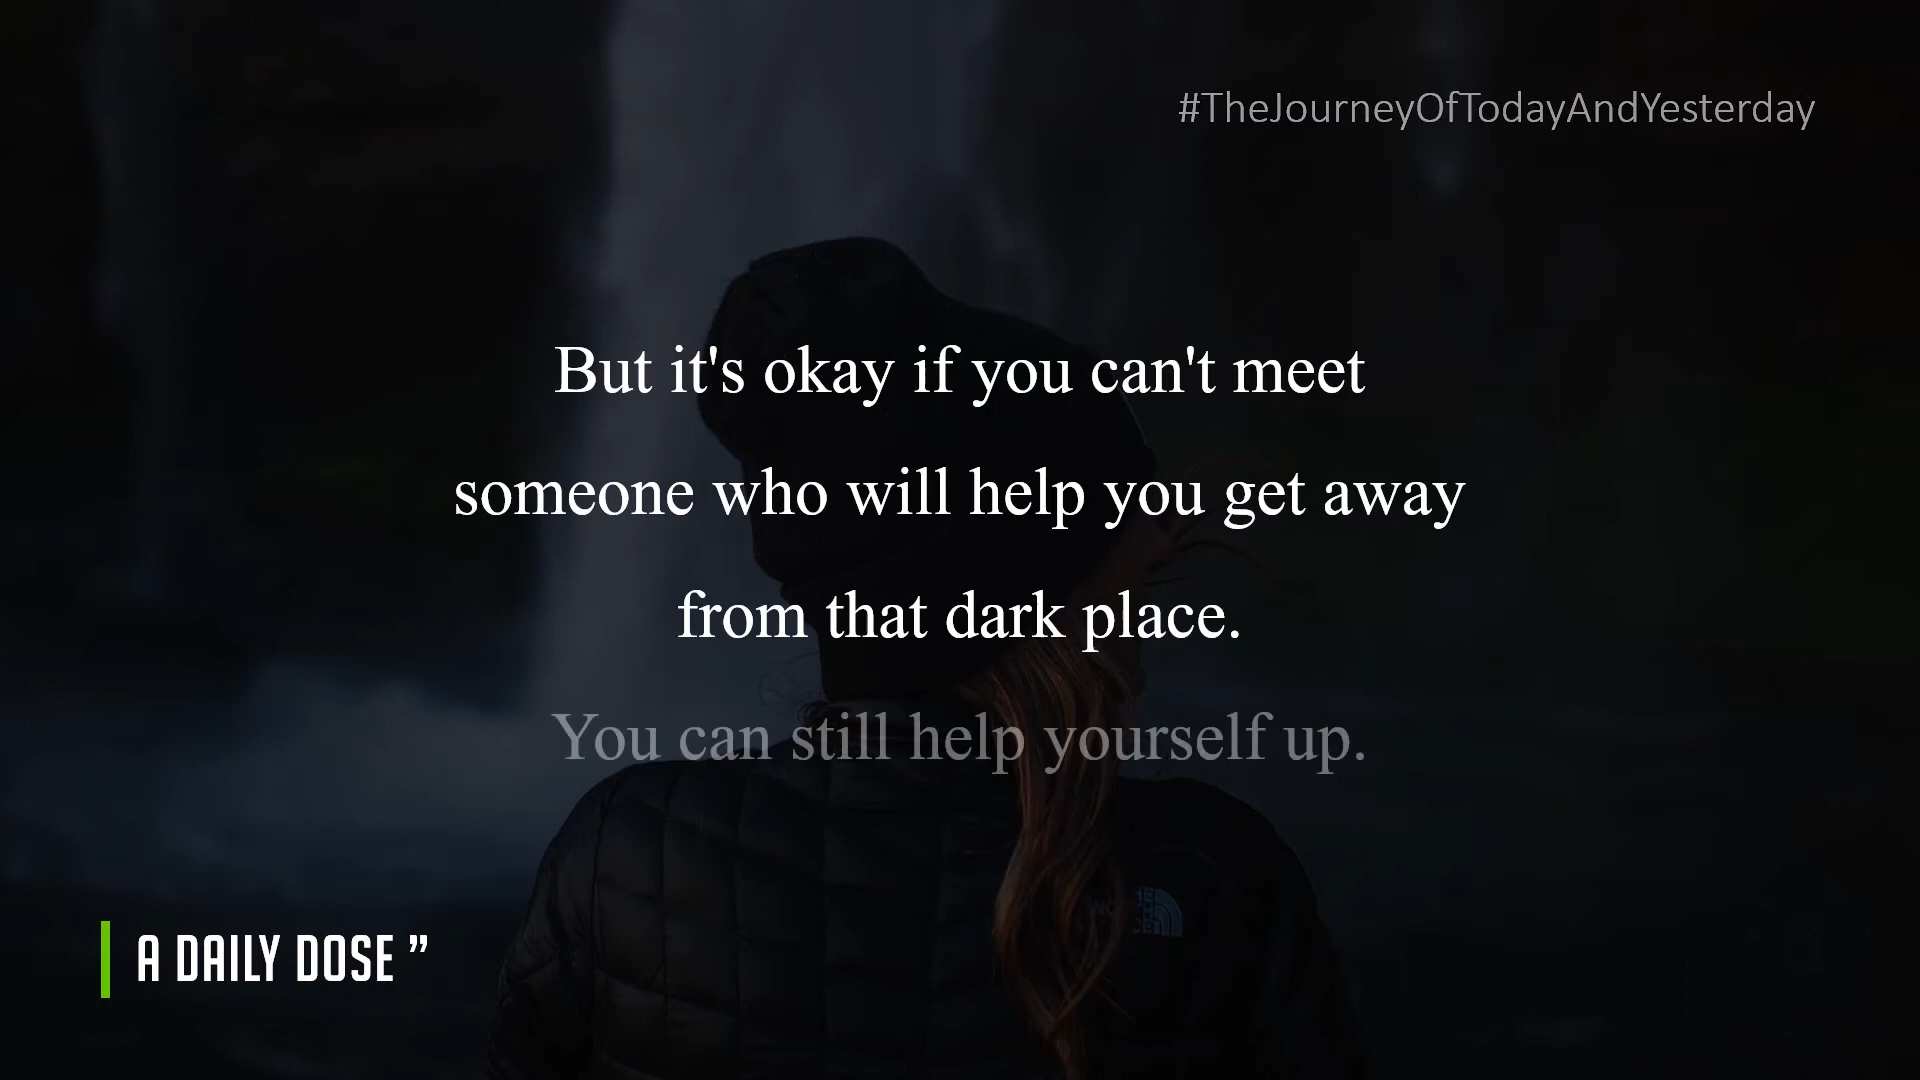 #TheJourneyOfTodayAndYesterday
But it's okay if you can't meet
someone who will help you get away
from that dark place.
You can still help yourself up.
A DAILY DOSE ”